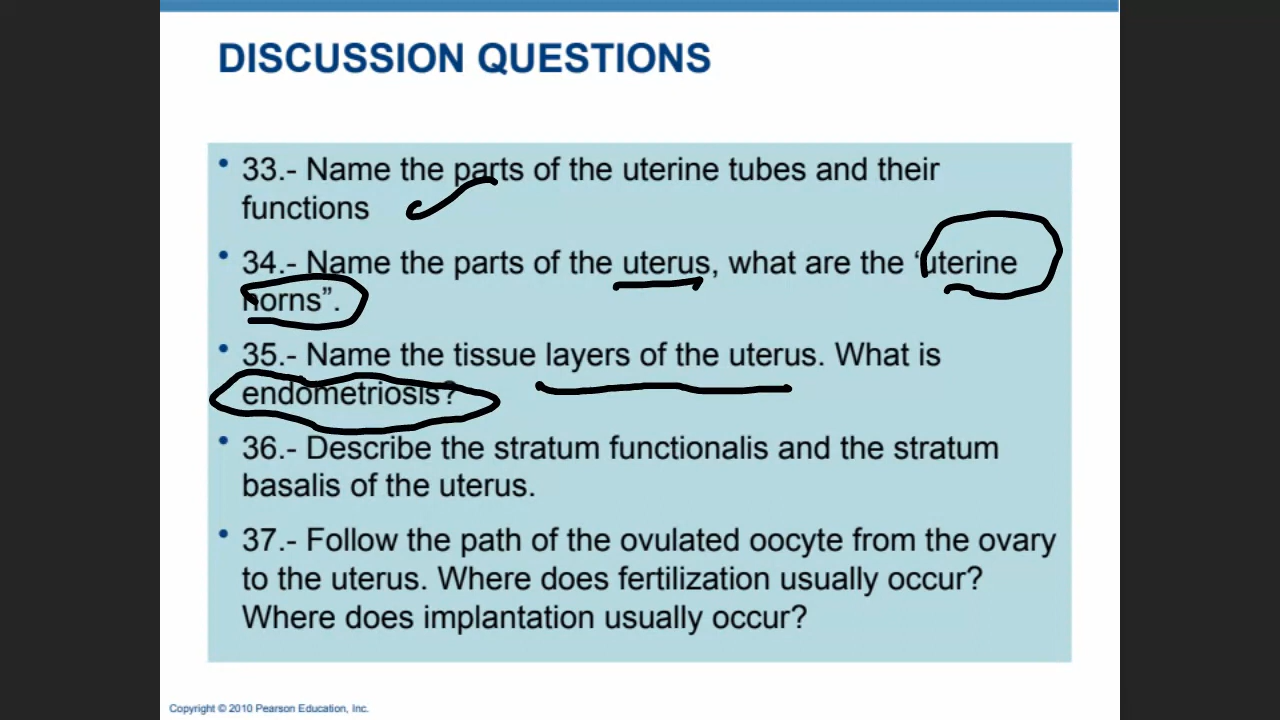 DISCUSSION QUESTIONS
• 33.- Name the parts of the uterine tubes and their
functions
• 34.- Name the parts of the uterus, what are the ‘uterine
horns”.
• 35.- Name the tissue layers of the uterus. What is
endometriosis?
• 36.- Describe the stratum functionalis and the stratum
basalis of the uterus.
• 37.- Follow the path of the ovulated oocyte from the ovary
to the uterus. Where does fertilization usually occur?
Where does implantation usually occur?
Copyright © 2010 Pearson Education, Inc.